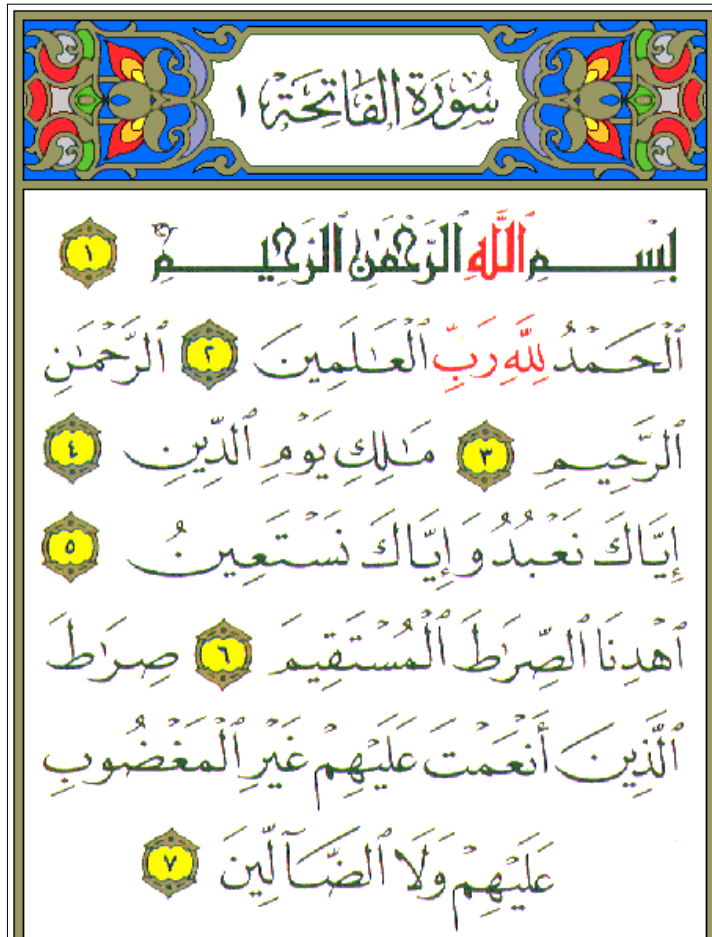 سُورَةُ الفَاتِحَة ١
بِسْمِ ٱللَّهِ ٱلرَّحْمَٰنِ ٱلرَّحِيمِ ١
ٱلْحَمْدُ لِلَّهِ رَبِّ ٱلْعَـٰلَمِينَ ٢ ٱلرَّحْمَـٰنِ
ٱلرَّحِيمِ ٣ مَـٰلِكِ يَوْمِ ٱلدِّينِ ٤
إِيَّاكَ نَعْبُدُ وَإِيَّاكَ نَسْتَعِينُ ٥
ٱهْدِنَا ٱلصِّرَٰطَ ٱلْمُسْتَقِيمَ ٦ صِرَٰطَ
ٱلَّذِينَ أَنْعَمْتَ عَلَيْهِمْ غَيْرِ ٱلْمَغْضُوبِ
عَلَيْهِمْ وَلَا ٱلضَّآلِّينَ ٧